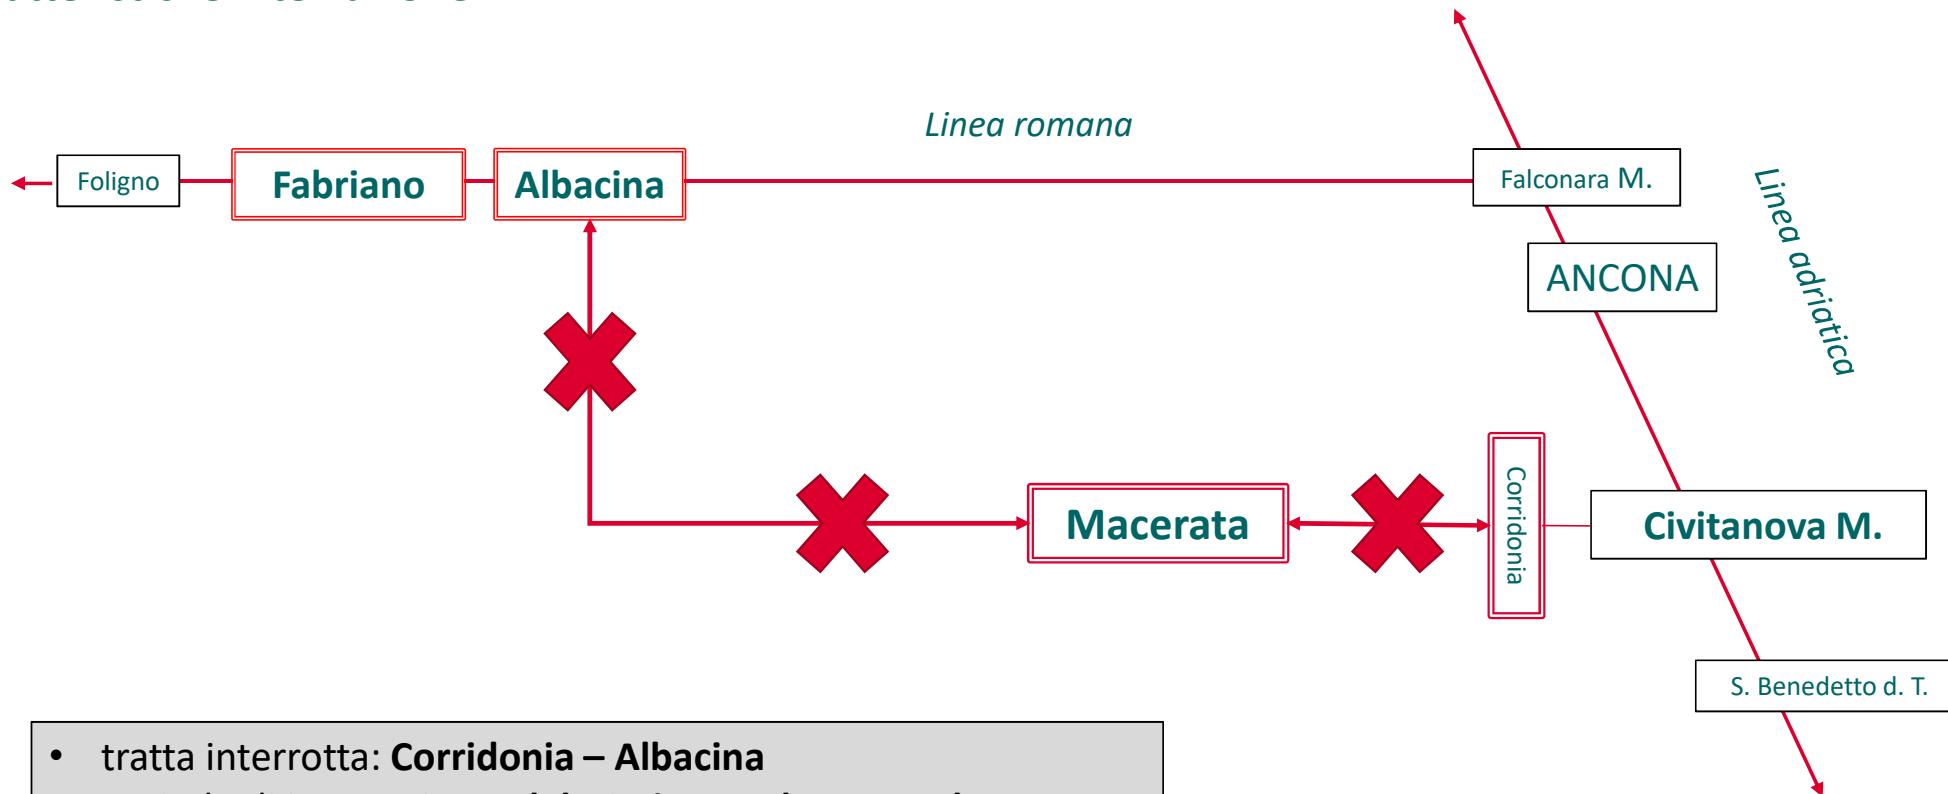 Linea romana
Foligno
Fabriano
Albacina
Falconara M.
Linea adriatica
ANCONA
Macerata
Corridonia
Civitanova M.
S. Benedetto d. T.
• tratta interrotta: Corridonia – Albacina